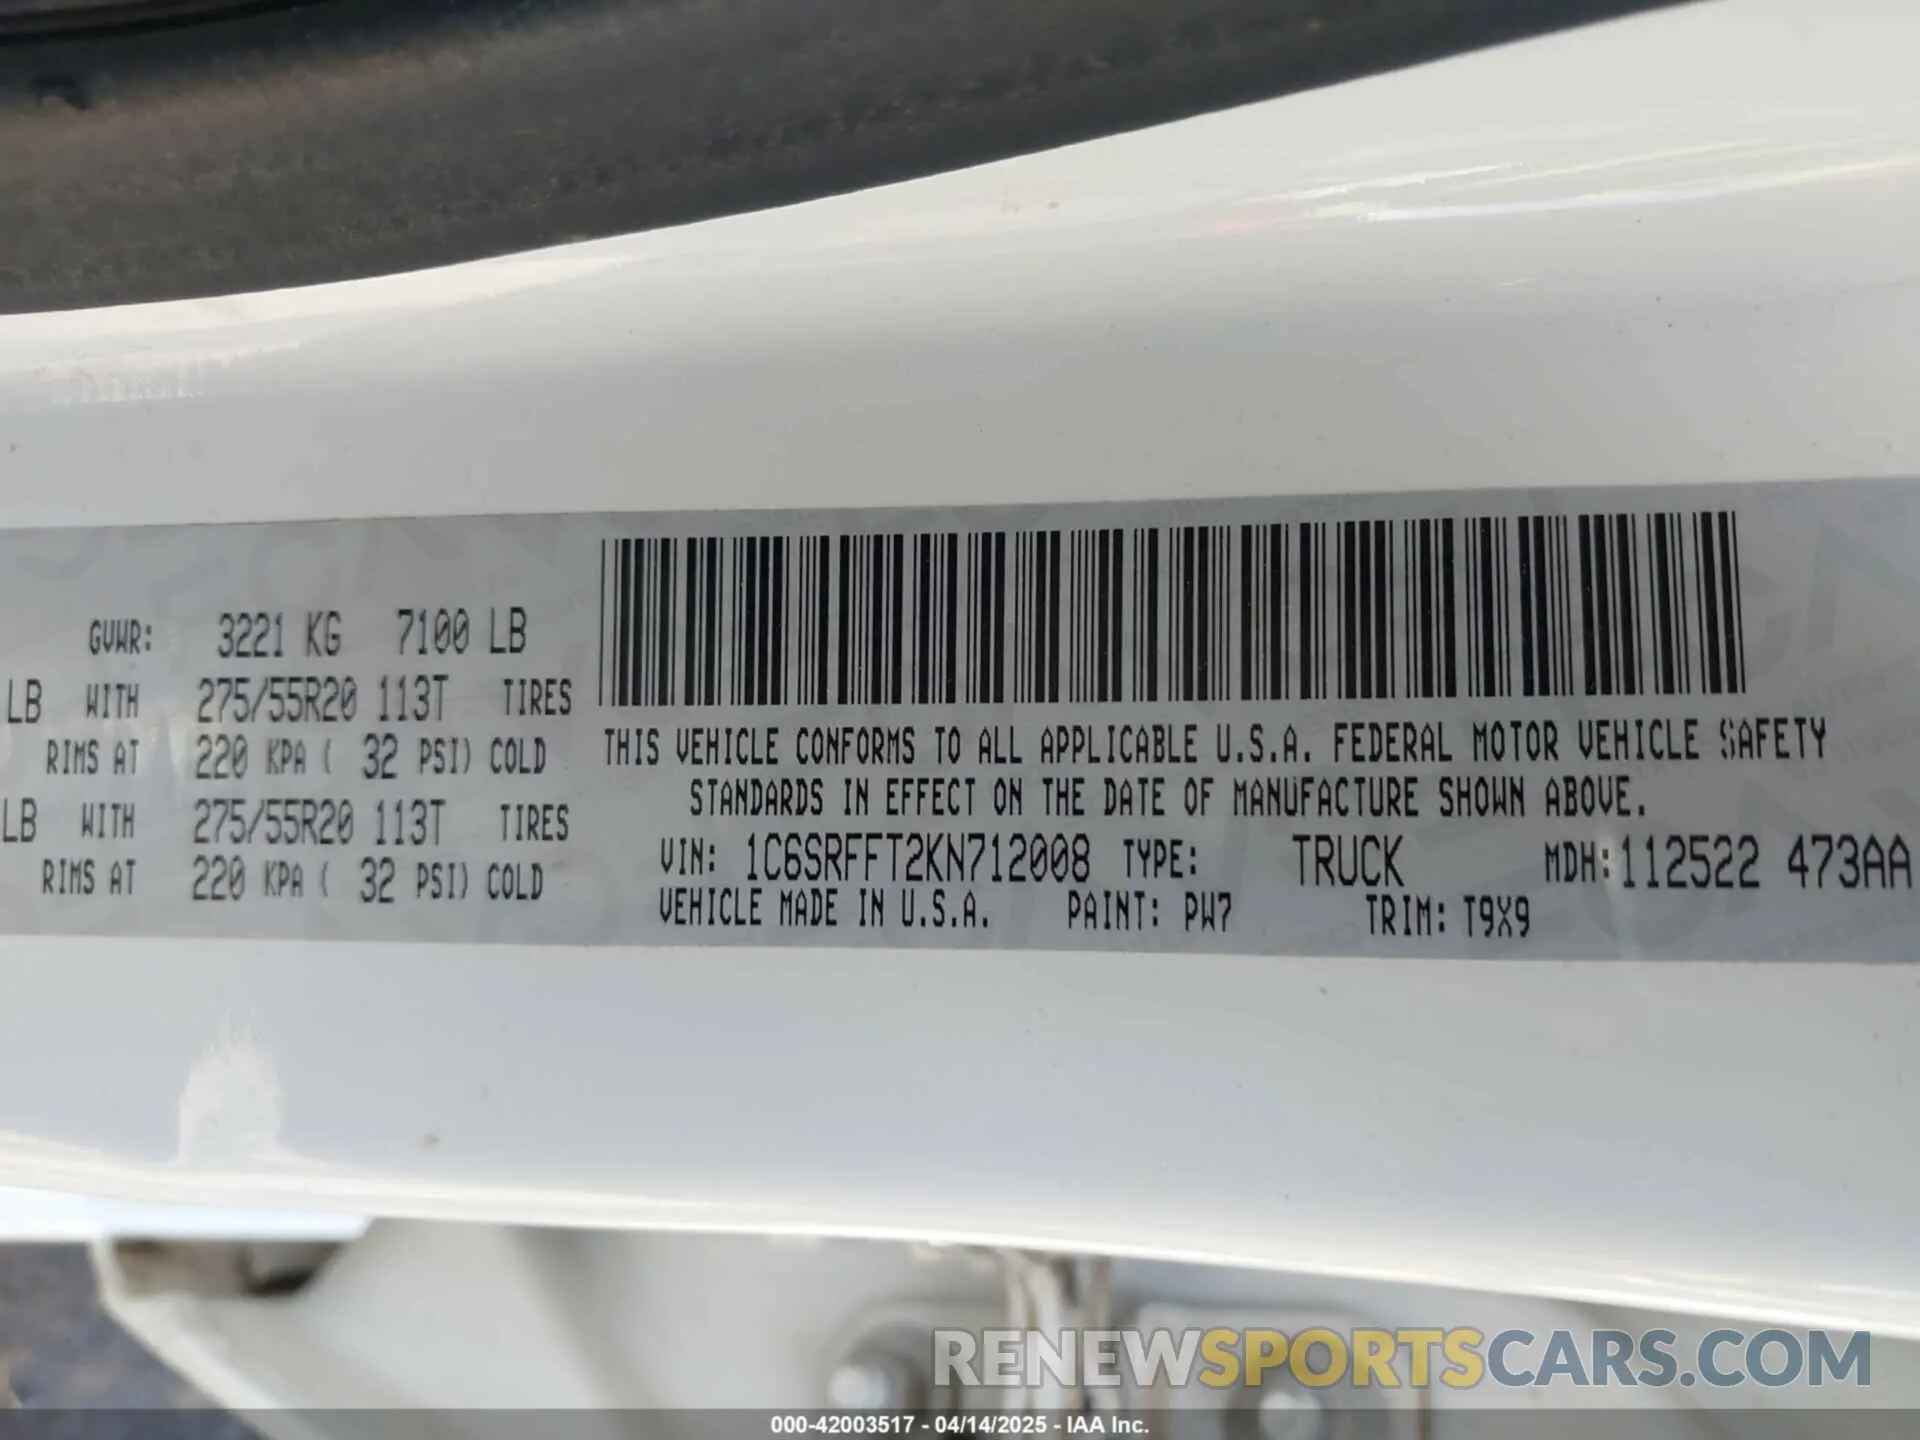 GVWR: 3221 KG 7100 LB
LB WITH 275/55R20 113T TIRES
RIMS AT 220 KPA ( 32 PSI) COLD
LB WITH 275/55R20 113T TIRES
RIMS AT 220 KPA ( 32 PSI) COLD
THIS VEHICLE CONFORMS TO ALL APPLICABLE U.S.A. FEDERAL MOTOR VEHICLE SAFETY
STANDARDS IN EFFECT ON THE DATE OF MANUFACTURE SHOWN ABOVE.
VIN: 1C6SRFFT2KN712008 TYPE: TRUCK MDH: 112522 473AA
VEHICLE MADE IN U.S.A. PAINT: PW7 TRIM: T9X9
RENEWSPORTSCARS.COM
000-42003517 - 04/14/2025 - IAA Inc.